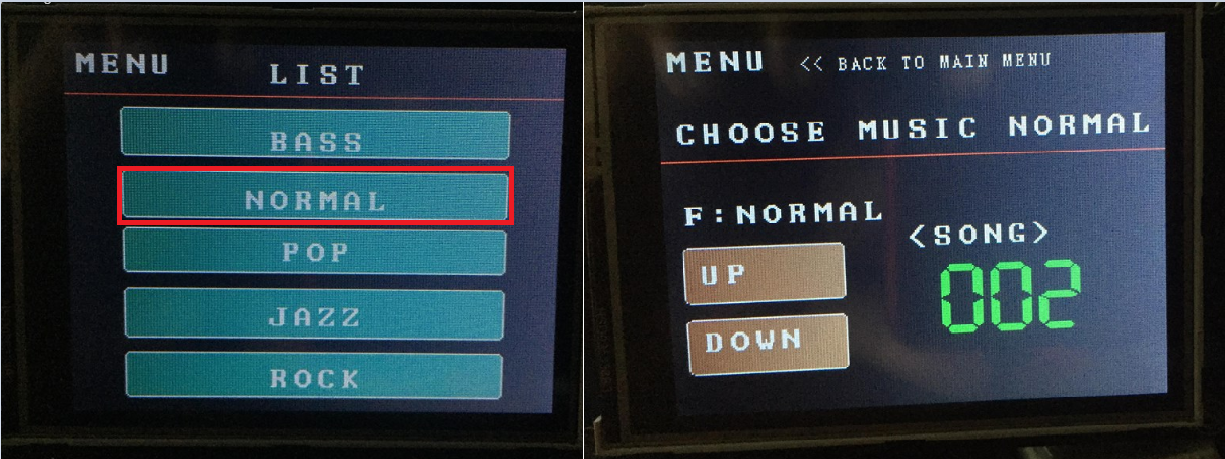 MENU
LIST
BASS
NORMAL
POP
JAZZ
ROCK
MENU << BACK TO MAIN MENU
CHOOSE MUSIC NORMAL
F:NORMAL
<SONG>
UP
002
DOWN